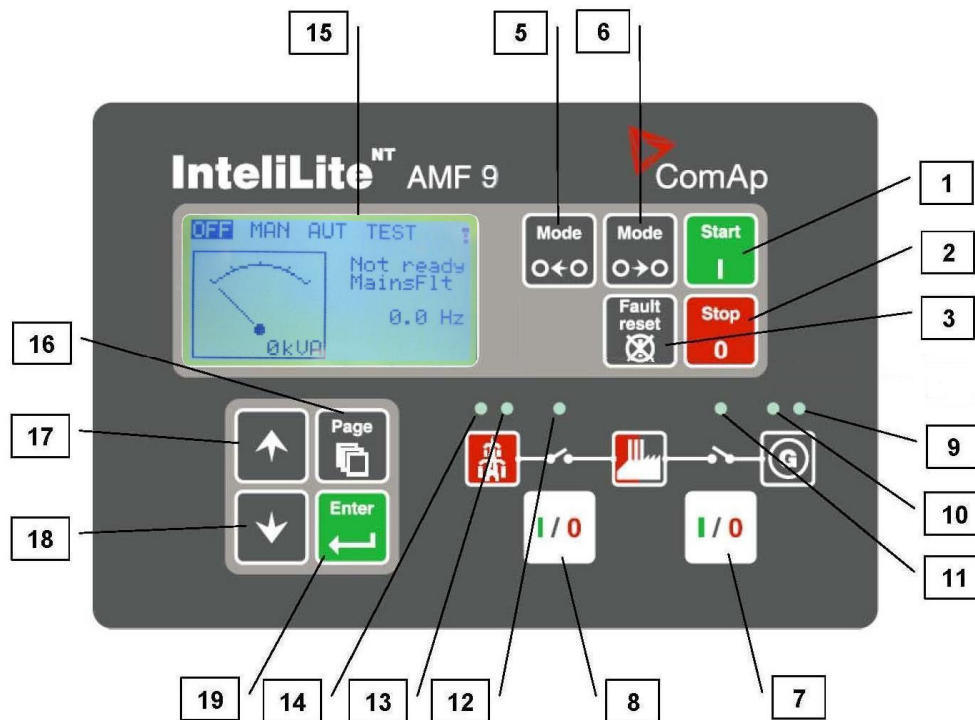 15
5
6
InteliLite NT AMF 9
ComAp
1
OFF MAN AUT TEST !
Mode
Mode
Start
I
2
Not ready
MainsFlt
0.0 Hz
0kVA
Fault
reset
Stop
0
3
16
17
Page
9
18
Enter
G
10
I / 0
I / 0
11
19
14
13
12
8
7